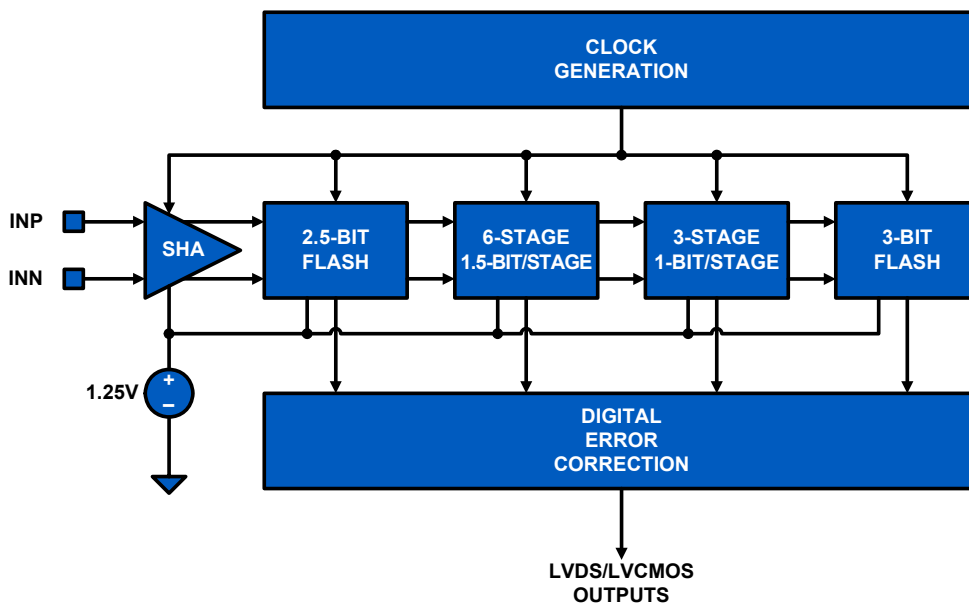 CLOCK
GENERATION
INP
INN
SHA
2.5-BIT
FLASH
6-STAGE
1.5-BIT/STAGE
3-STAGE
1-BIT/STAGE
3-BIT
FLASH
1.25V
+
−
DIGITAL
ERROR
CORRECTION
LVDS/LVCMOS
OUTPUTS